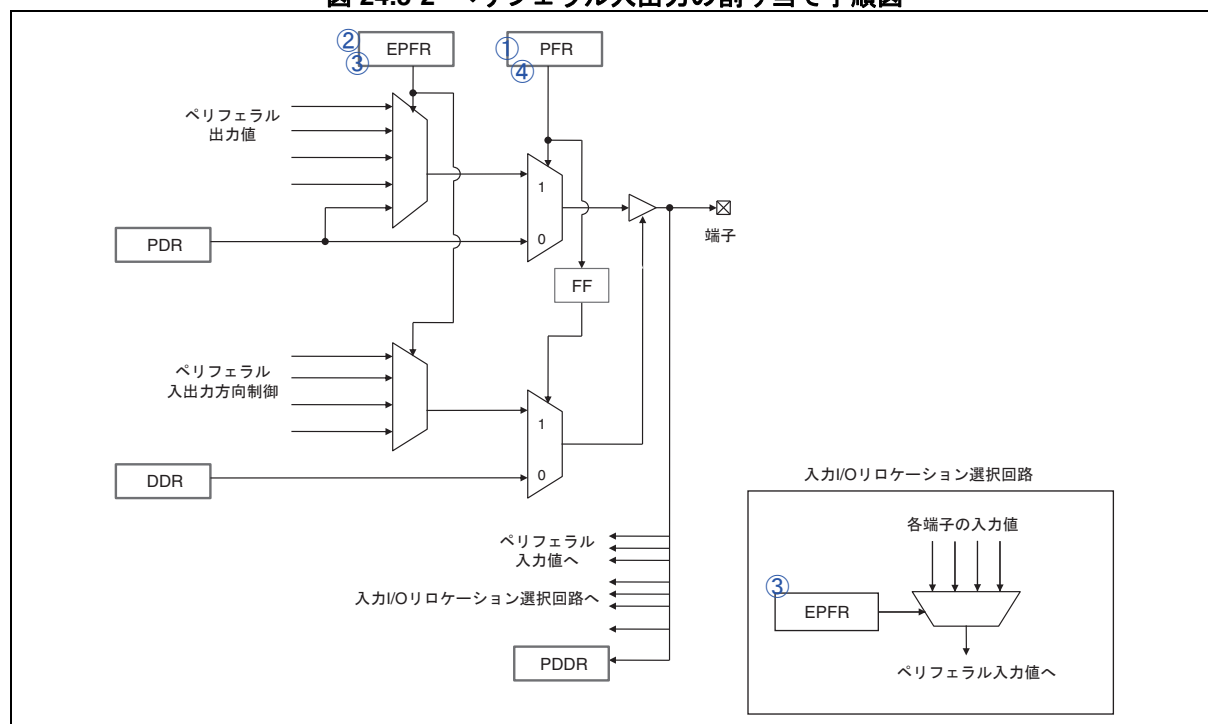 図 24.3-2 ペリフェラル入出力の割り当て手順図
②
③
EPFR
①
④
PFR
ペリフェラル
出力値
1
0
PDR
端子
FF
ペリフェラル
入出力方向制御
1
0
DDR
ペリフェラル
入力値へ
入力I/Oリロケーション選択回路へ
PDDR
入力I/Oリロケーション選択回路
各端子の入力値
③
EPFR
ペリフェラル入力値へ